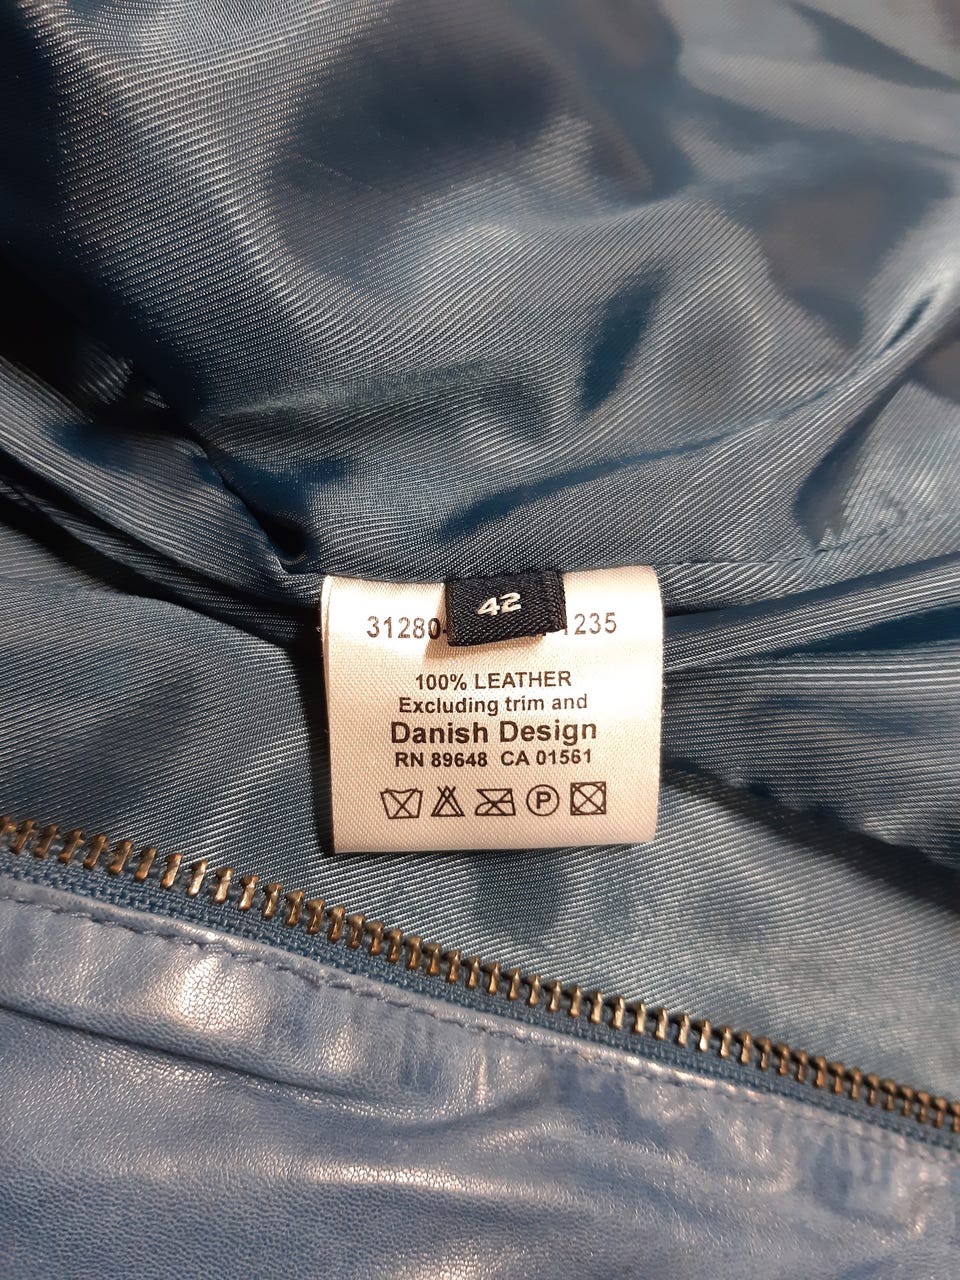 42
31280- 1235
100% LEATHER
Excluding trim and
Danish Design
RN 89648 CA 01561
P